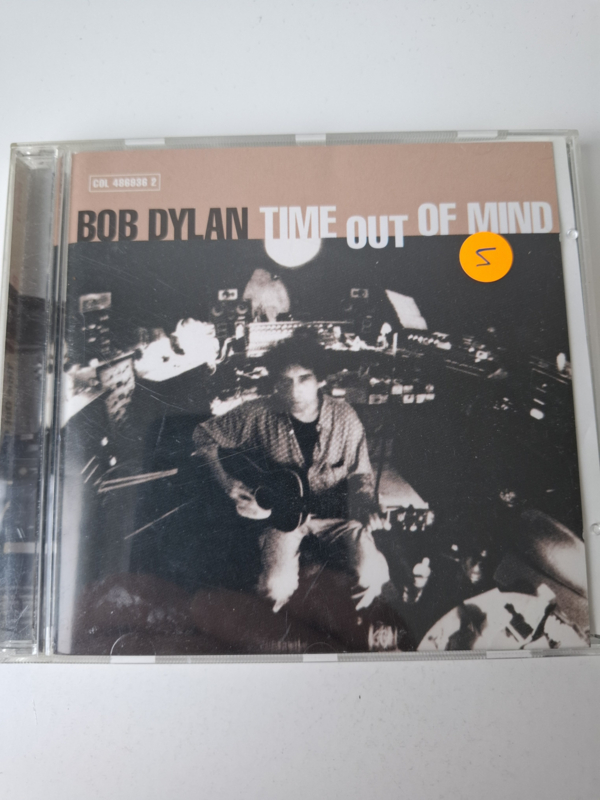 COL 486936 2
BOB DYLAN TIME OUT OF MIND
5